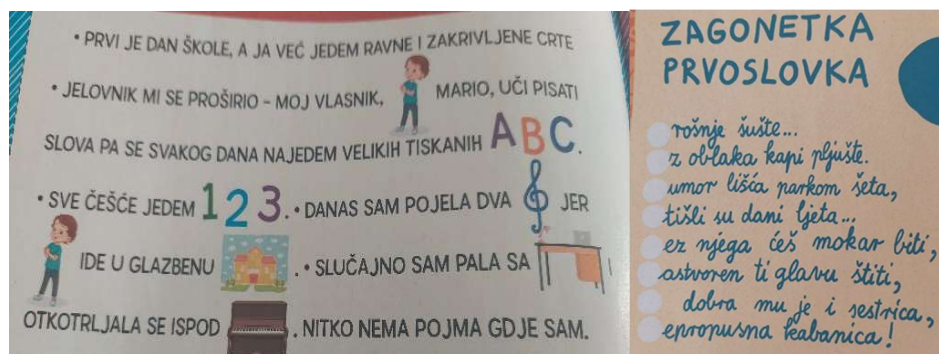 • PRVI JE DAN ŠKOLE, A JA VEĆ JEDEM RAVNE I ZAKRIVLJENE CRTE
• JELOVNIK MI SE PROŠIRIO - MOJ VLASNIK, MARIO, UČI PISATI
SLOVA PA SE SVAKOG DANA NAJEDEM VELIKIH TISKANIH ABC.
• SVE ČEŠĆE JEDEM 123. • DANAS SAM POJELA DVA JER
IDE U GLAZBENU . • SLUČAJNO SAM PALA SA
OTKOTRLJALA SE ISPOD . NITKO NEMA POJMA GDJE SAM.
ZAGONETKA
PRVOSLOVKA
rošnje šušte...
z oblaka kapi pljušte.
umor lišća parkom šeta,
tišli su dani ljeta...
ez njega ćeš mokar biti,
astvoren ti glavu štiti,
dobra mu je i sestrica,
epropusna kabanica!